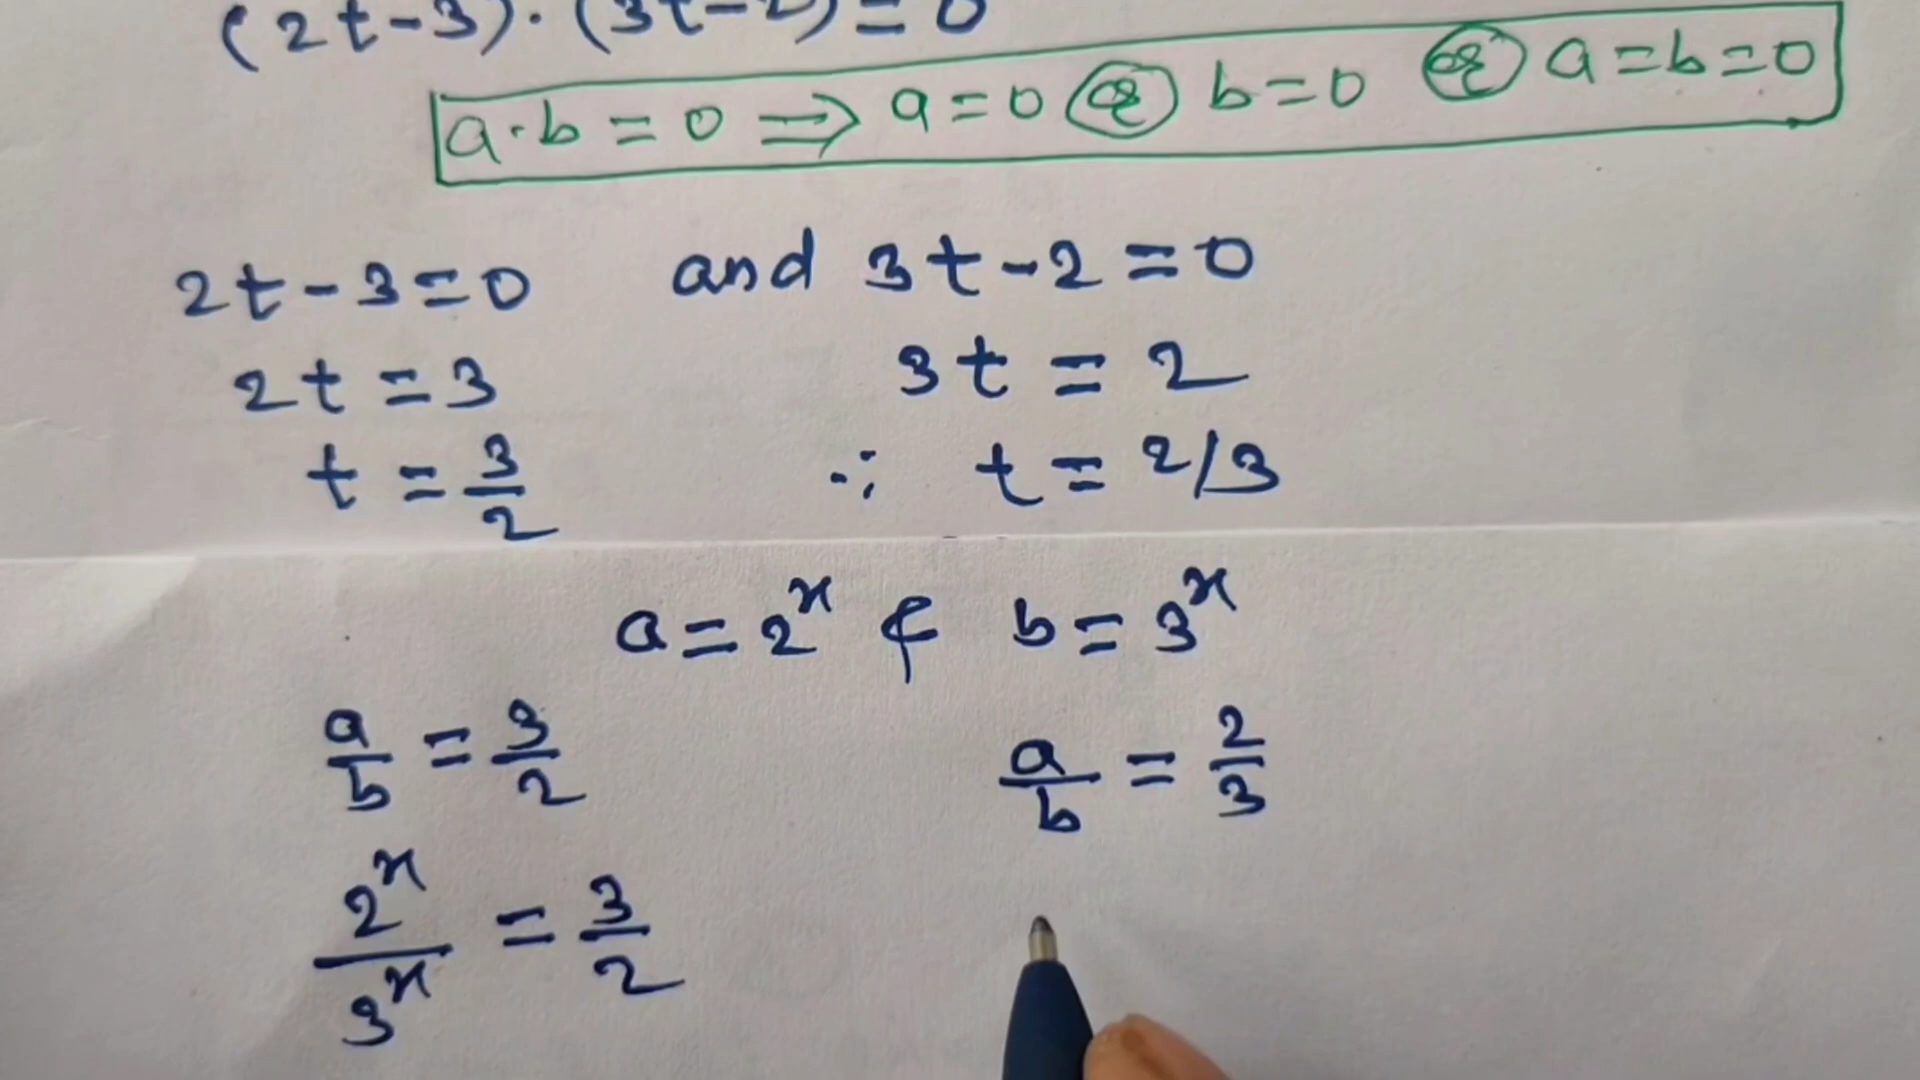 (2t-3)·(3t-2)=0
a·b=0 ⇒ a=0 or b=0 or a=b=0
2t-3=0 and 3t-2=0
2t=3 3t=2
t=3/2 ∴ t=2/3
a=2^x & b=3^x
a/b=3/2 a/b=2/3
2^x/3^x=3/2